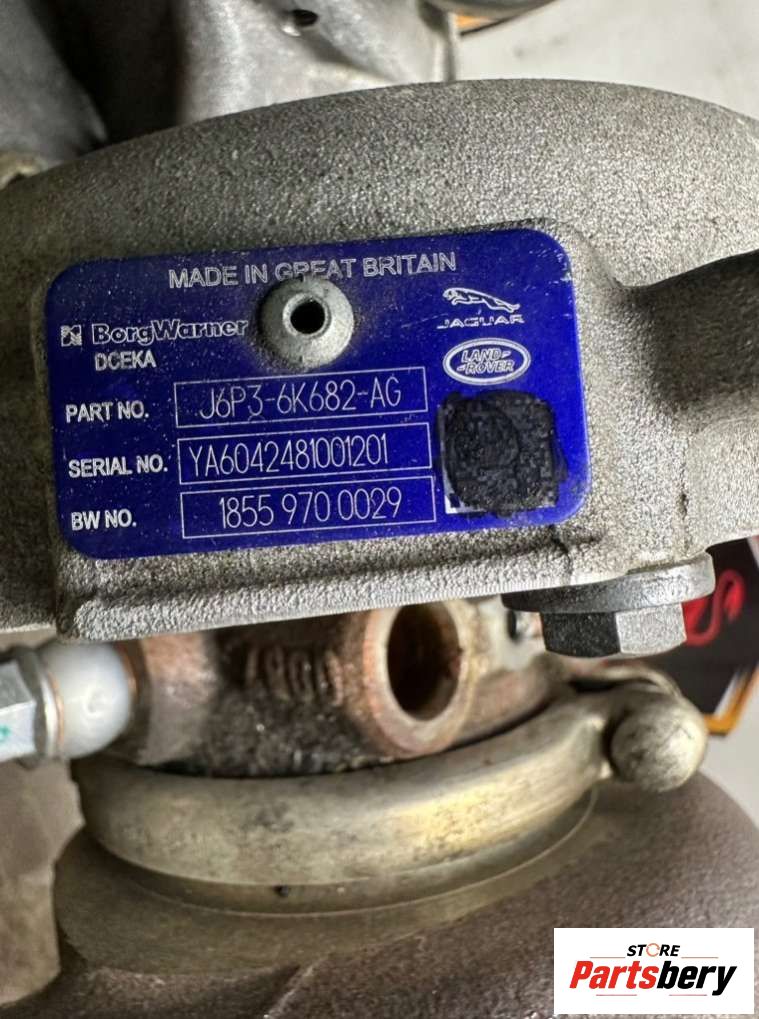 MADE IN GREAT BRITAIN
BorgWarner
DCEKA
JAGUAR
LAND-
-ROVER
PART NO. J6P3-6K682-AG
SERIAL NO. YA6042481001201
BW NO. 1855 970 0029
STORE
Partsbery